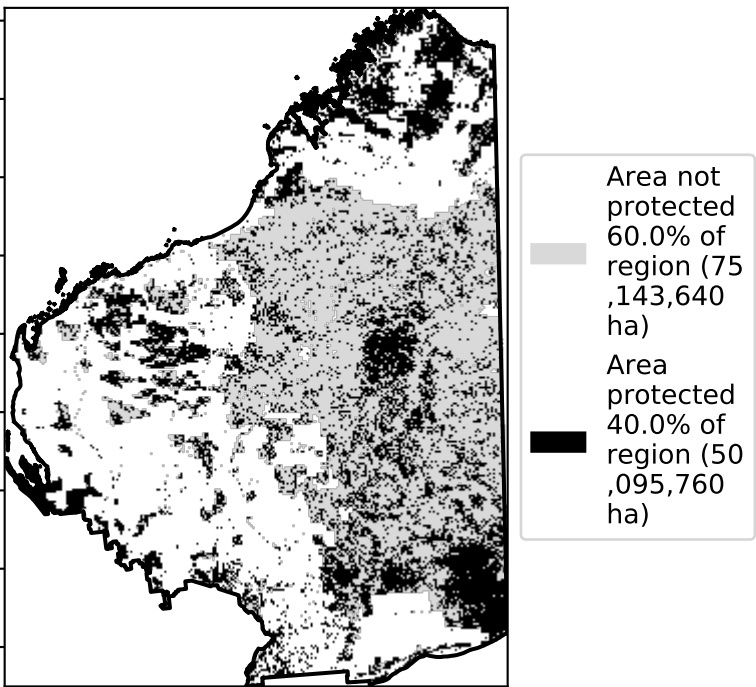 Area not
protected
60.0% of
region (75
,143,640
ha)
Area
protected
40.0% of
region (50
,095,760
ha)